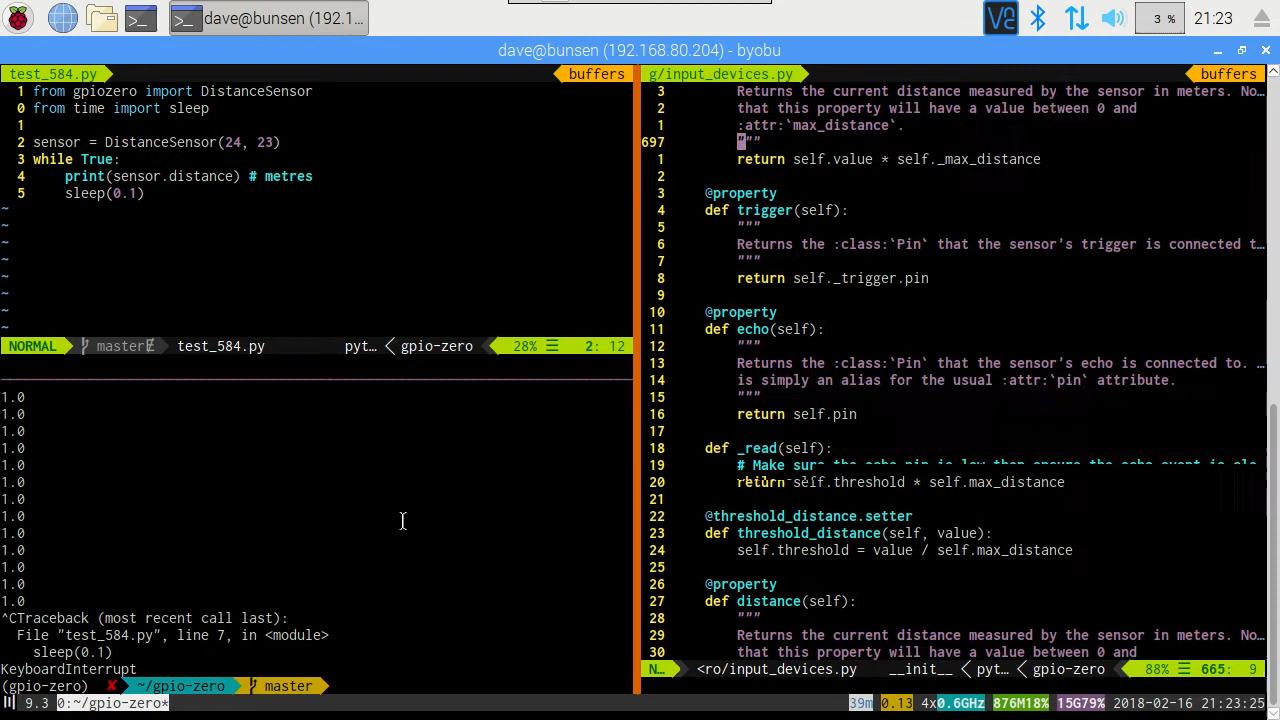 dave@bunsen (192.1...
3 %
21:23
dave@bunsen (192.168.80.204) - byobu
test_584.py
buffers
1 from gpiozero import DistanceSensor
0 from time import sleep
1
2 sensor = DistanceSensor(24, 23)
3 while True:
4 print(sensor.distance) # metres
5 sleep(0.1)
~
~
~
~
~
~
~
~
NORMAL master test_584.py pyt… gpio-zero 28% ☰ 2: 12
1.0
1.0
1.0
1.0
1.0
1.0
1.0
1.0
1.0
1.0
1.0
1.0
1.0
^CTraceback (most recent call last):
File "test_584.py", line 7, in <module>
sleep(0.1)
KeyboardInterrupt
(gpio-zero) ✘ ~/gpio-zero master
g/input_devices.py
buffers
3 Returns the current distance measured by the sensor in meters. No…
2 that this property will have a value between 0 and
1 :attr:`max_distance`.
697 """
1 return self.value * self._max_distance
2
3 @property
4 def trigger(self):
5 """
6 Returns the :class:`Pin` that the sensor's trigger is connected t…
7 """
8 return self._trigger.pin
9
10 @property
11 def echo(self):
12 """
13 Returns the :class:`Pin` that the sensor's echo is connected to. …
14 is simply an alias for the usual :attr:`pin` attribute.
15 """
16 return self.pin
17
18 def _read(self):
19 # Make sure the echo pin is low then ensure the echo event is cle…
20 return self.threshold * self.max_distance
21
22 @threshold_distance.setter
23 def threshold_distance(self, value):
24 self.threshold = value / self.max_distance
25
26 @property
27 def distance(self):
28 """
29 Returns the current distance measured by the sensor in meters. No…
30 that this property will have a value between 0 and
N… <ro/input_devices.py __init__ pyt… gpio-zero 88% ☰ 665: 9
9.3 0:~/gpio-zero* 39m 0.13 4x0.6GHz 876M18% 15G79% 2018-02-16 21:23:25